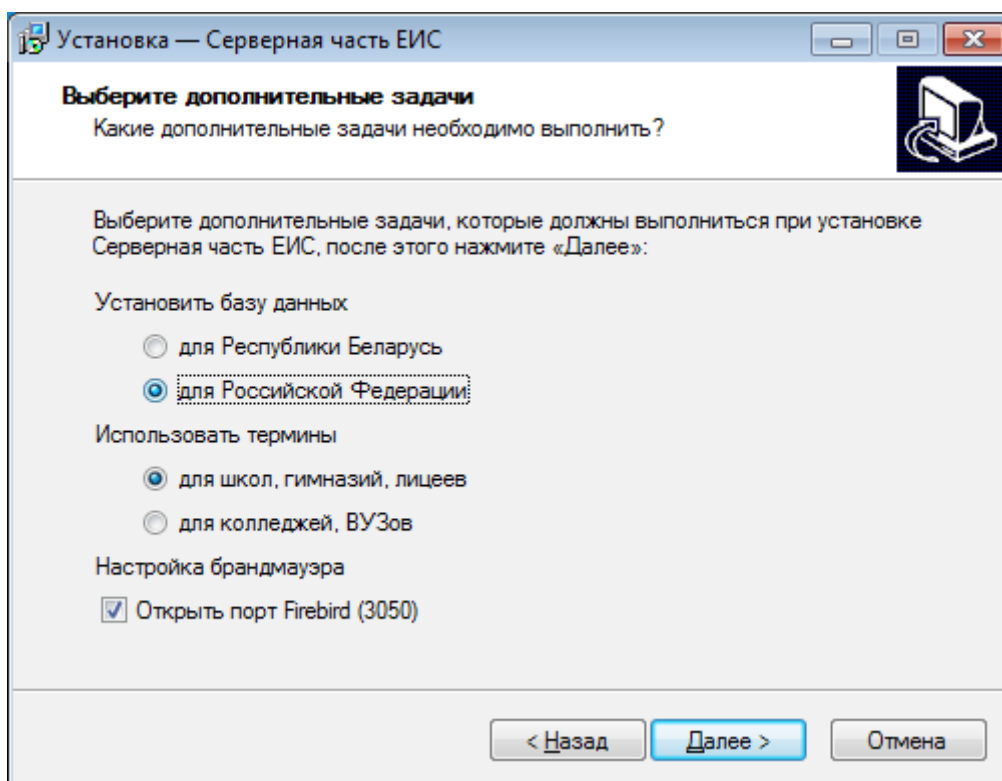 Установка — Серверная часть ЕИС
Выберите дополнительные задачи
Какие дополнительные задачи необходимо выполнить?
Выберите дополнительные задачи, которые должны выполниться при установке
Серверная часть ЕИС, после этого нажмите «Далее»:
Установить базу данных
для Республики Беларусь
для Российской Федерации
Использовать термины
для школ, гимназий, лицеев
для колледжей, ВУЗов
Настройка брандмауэра
Открыть порт Firebird (3050)
< Назад Далее > Отмена